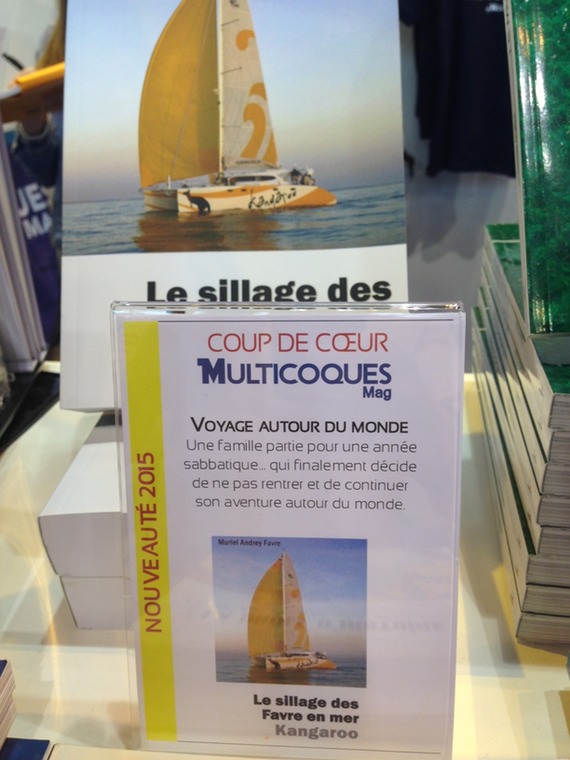 kangaroo
Le sillage des
COUP DE CŒUR
MULTICOQUES
Mag
VOYAGE AUTOUR DU MONDE
Une famille partie pour une année
sabbatique... qui finalement décide
de ne pas rentrer et de continuer
son aventure autour du monde.
NOUVEAUTÉ 2015
Muriel Andrey Favre
Le sillage des
Favre en mer
Kangaroo